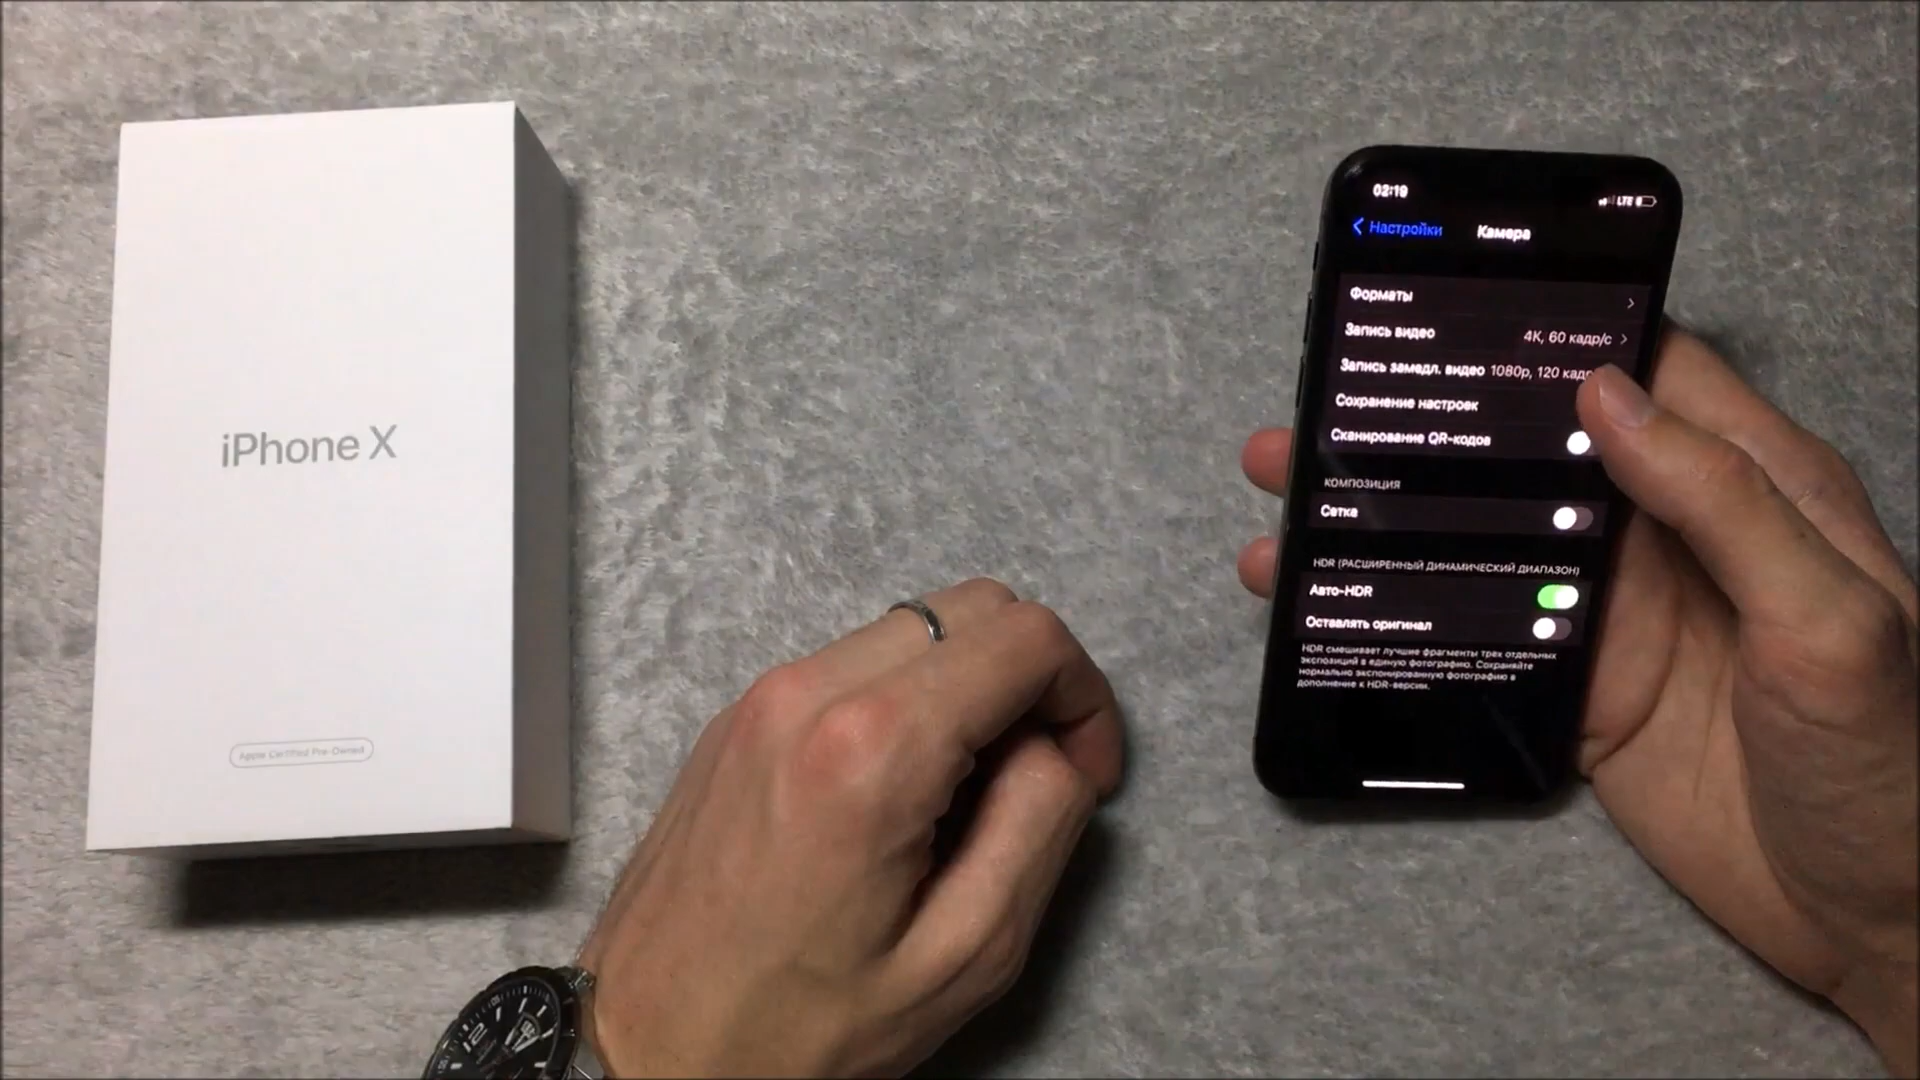 iPhone X
Apple Certified Pre-Owned
02:19
LTE
Настройки
Камера
Форматы
Запись видео 4K, 60 кадр/с
Запись замедл. видео 1080p, 120 кадр
Сохранение настроек
Сканирование QR-кодов
КОМПОЗИЦИЯ
Сетка
HDR (РАСШИРЕННЫЙ ДИНАМИЧЕСКИЙ ДИАПАЗОН)
Авто-HDR
Оставлять оригинал
HDR смешивает лучшие фрагменты трех отдельных
экспозиций в единую фотографию. Сохраняйте
нормально экспонированную фотографию в
дополнение к HDR-версии.
12